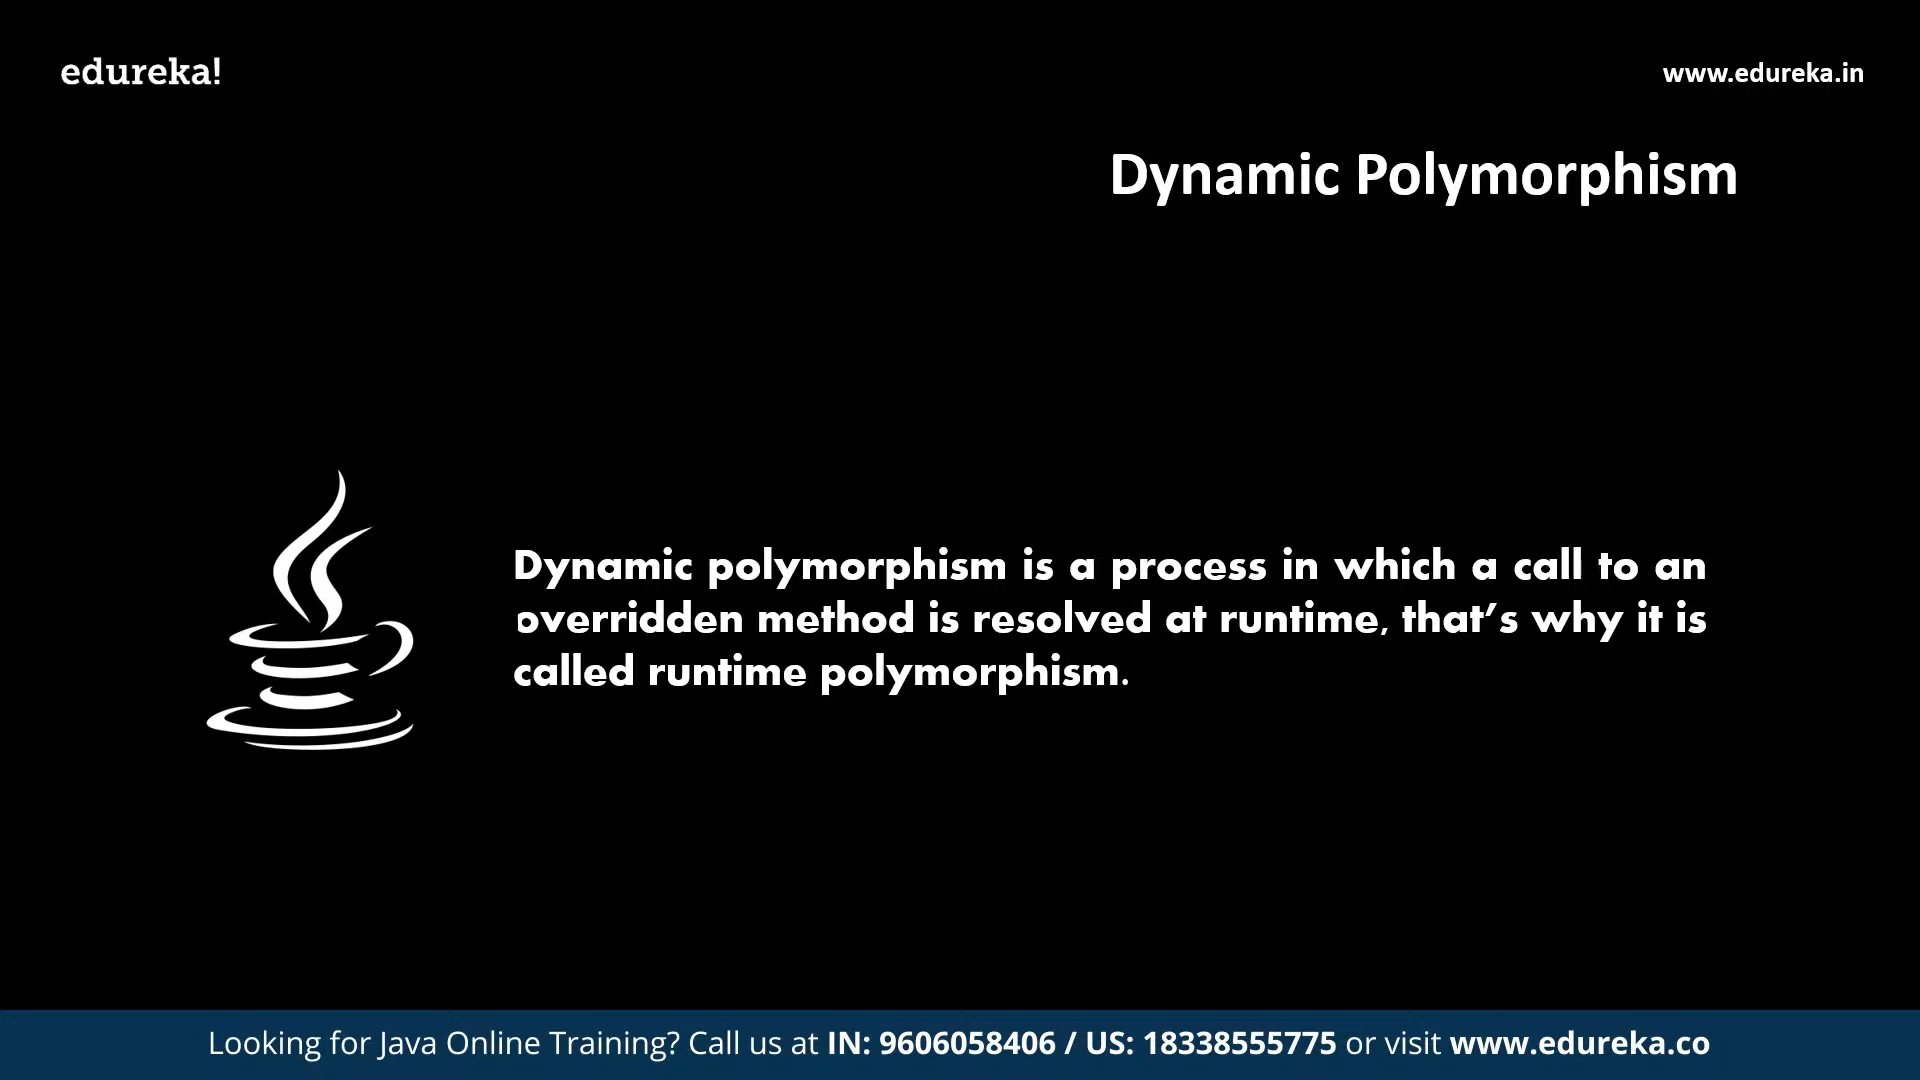 edureka!
www.edureka.in
Dynamic Polymorphism
Dynamic polymorphism is a process in which a call to an
overridden method is resolved at runtime, that’s why it is
called runtime polymorphism.
Looking for Java Online Training? Call us at IN: 9606058406 / US: 18338555775 or visit www.edureka.co